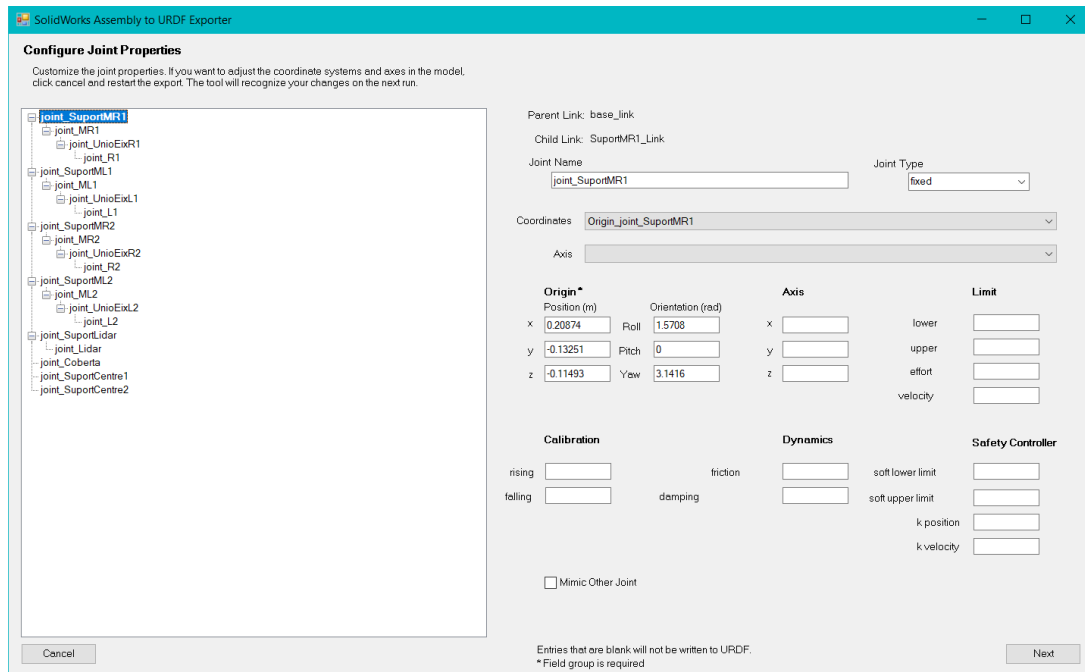 SolidWorks Assembly to URDF Exporter
Configure Joint Properties
Customize the joint properties. If you want to adjust the coordinate systems and axes in the model,
click cancel and restart the export. The tool will recognize your changes on the next run.
joint_SuportMR1
joint_MR1
joint_UnioEixR1
joint_R1
joint_SuportML1
joint_ML1
joint_UnioEixL1
joint_L1
joint_SuportMR2
joint_MR2
joint_UnioEixR2
joint_R2
joint_SuportML2
joint_ML2
joint_UnioEixL2
joint_L2
joint_SuportLidar
joint_Lidar
joint_Coberta
joint_SuportCentre1
joint_SuportCentre2
Parent Link: base_link
Child Link: SuportMR1_Link
Joint Name
Joint Type
joint_SuportMR1
fixed
Coordinates Origin_joint_SuportMR1
Axis
Origin*
Axis
Limit
Position (m) Orientation (rad)
x 0.20874 Roll 1.5708 x lower
y -0.13251 Pitch 0 y upper
z -0.11493 Yaw 3.1416 z effort
velocity
Calibration
Dynamics
Safety Controller
rising friction soft lower limit
falling damping soft upper limit
k position
k velocity
Mimic Other Joint
Cancel
Entries that are blank will not be written to URDF.
* Field group is required
Next